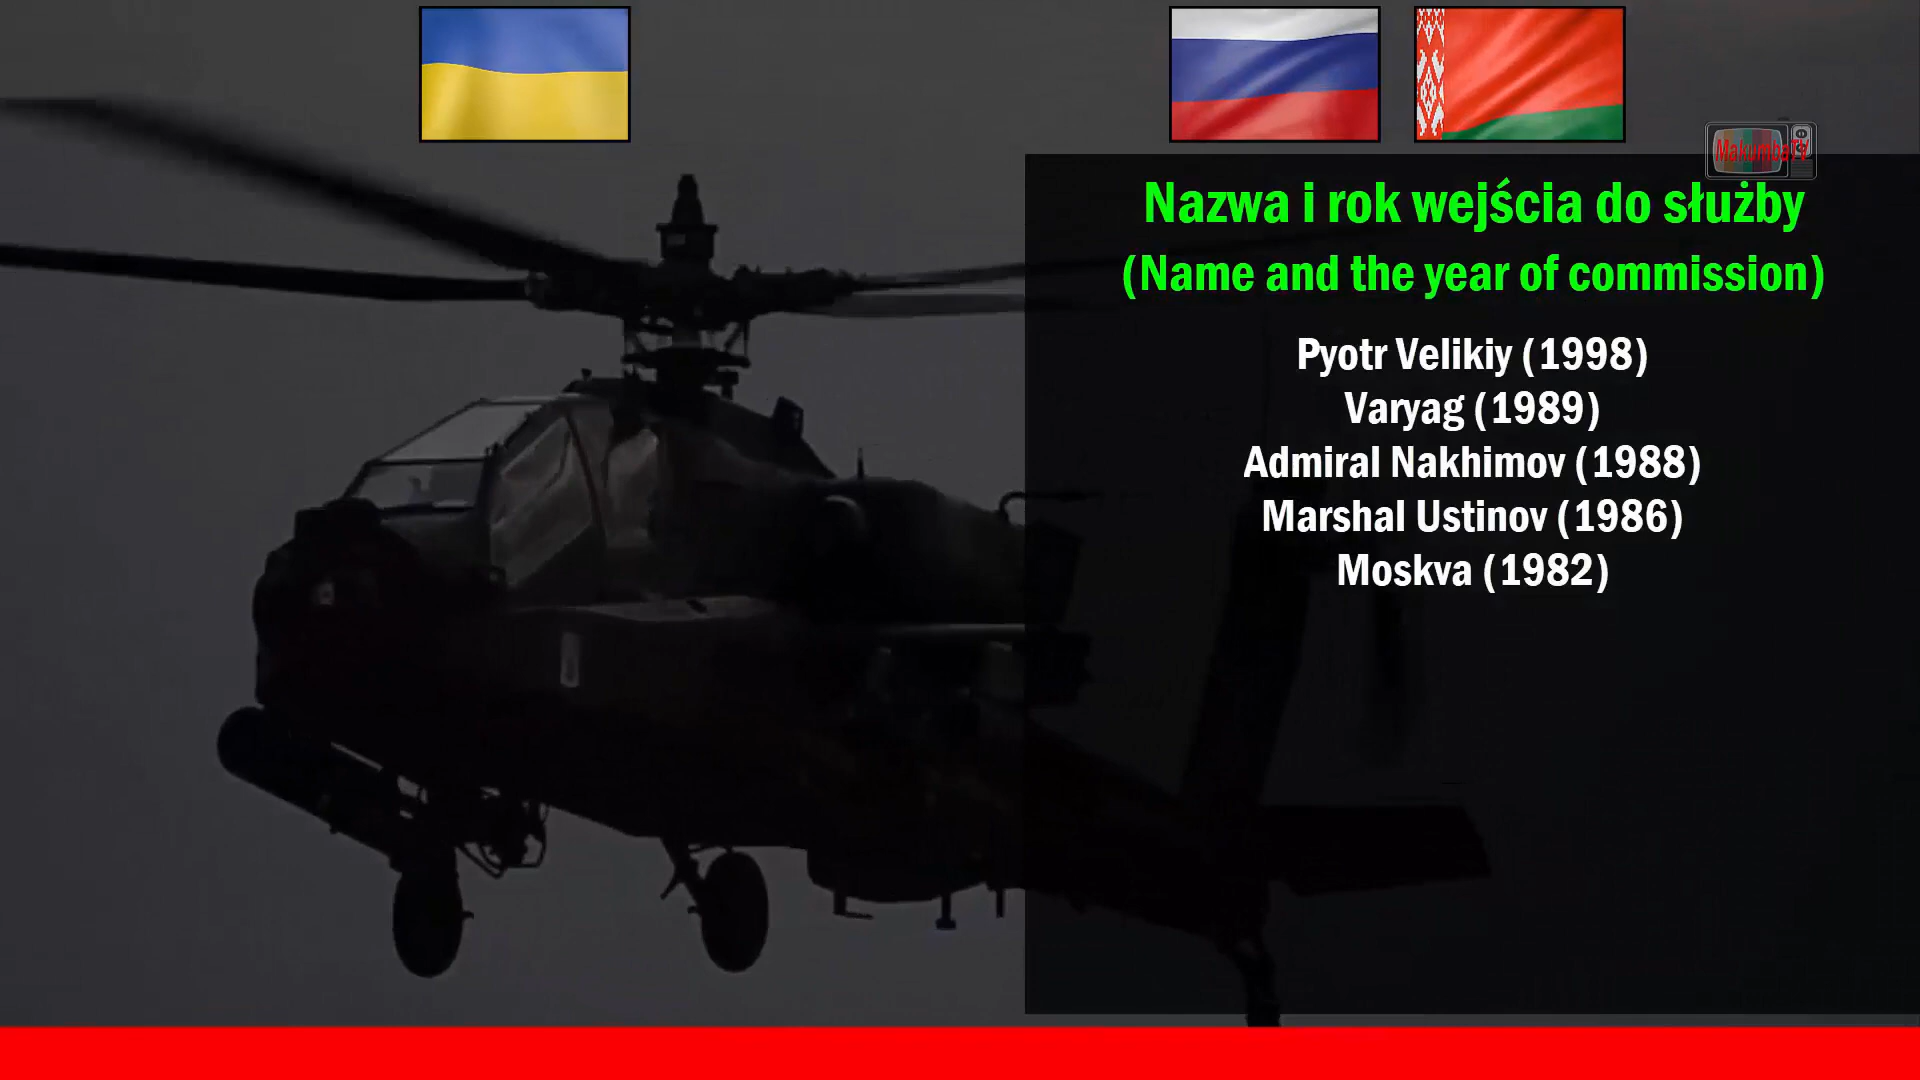 MakumbaTV
Nazwa i rok wejścia do służby
(Name and the year of commission)
Pyotr Velikiy (1998)
Varyag (1989)
Admiral Nakhimov (1988)
Marshal Ustinov (1986)
Moskva (1982)